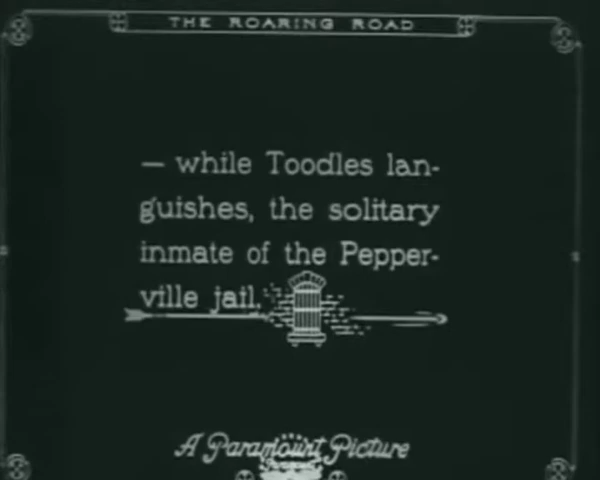 THE ROARING ROAD
— while Toodles lan-
guishes, the solitary
inmate of the Pepper-
ville jail.
A Paramount Picture